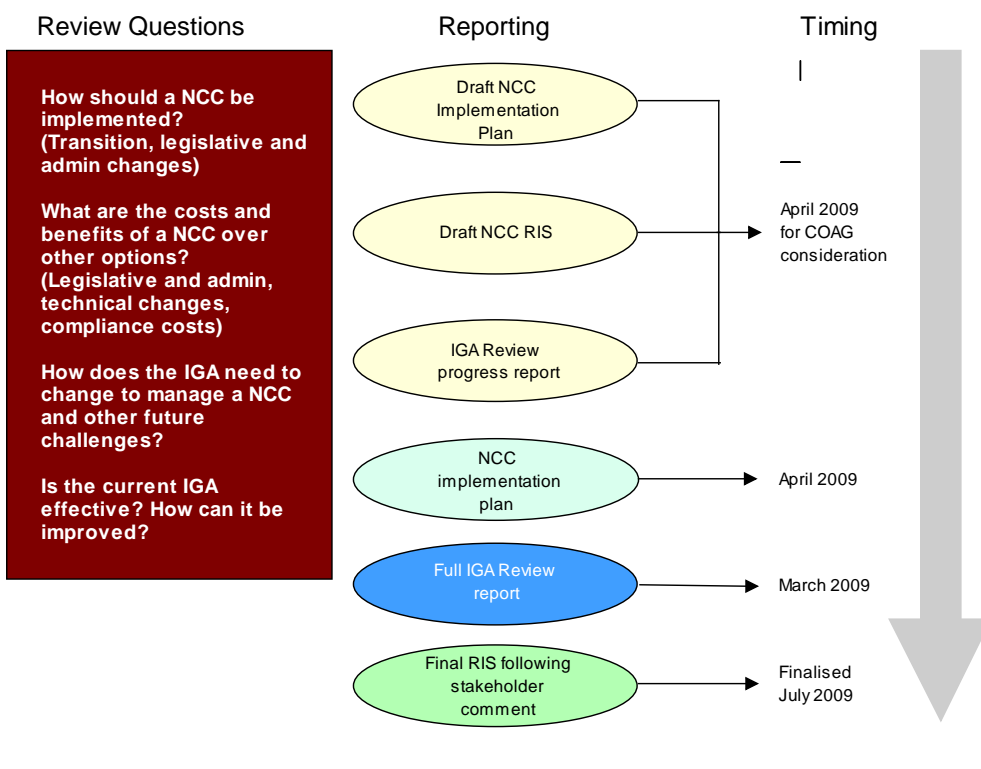 Review Questions
Reporting
Timing
How should a NCC be
implemented?
(Transition, legislative and
admin changes)
What are the costs and
benefits of a NCC over
other options?
(Legislative and admin,
technical changes,
compliance costs)
How does the IGA need to
change to manage a NCC
and other future
challenges?
Is the current IGA
effective? How can it be
improved?
Draft NCC
Implementation
Plan
Draft NCC RIS
IGA Review
progress report
April 2009
for COAG
consideration
NCC
implementation
plan
April 2009
Full IGA Review
report
March 2009
Final RIS following
stakeholder
comment
Finalised
July 2009